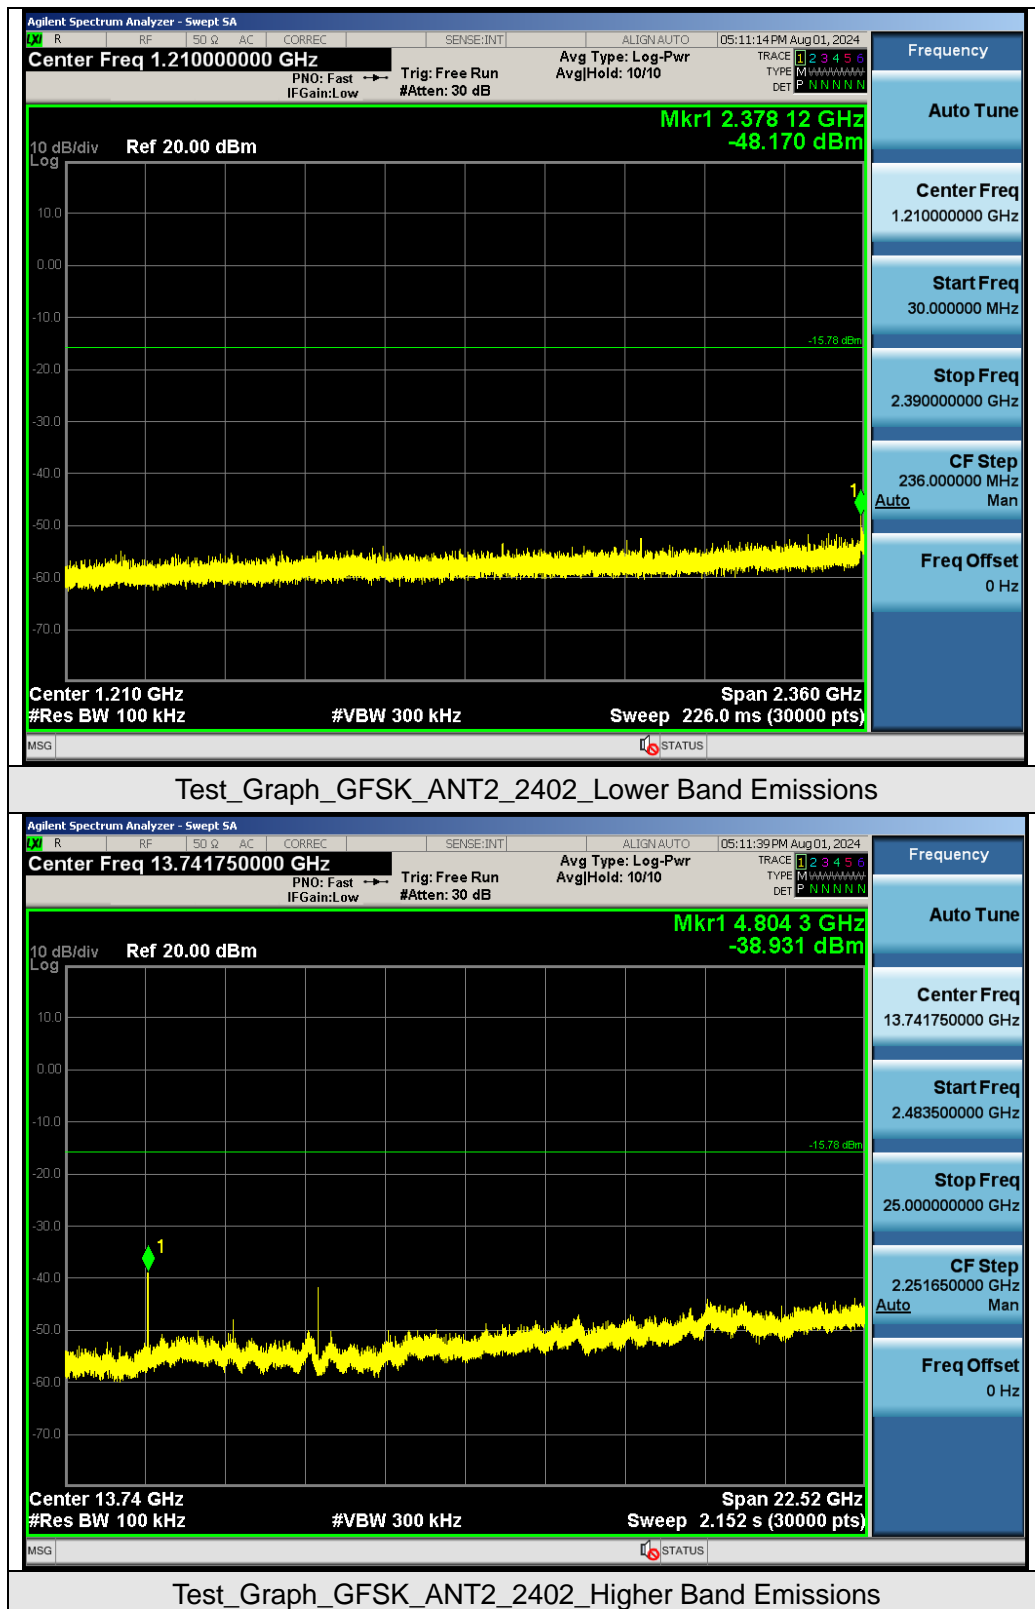 Agilent Spectrum Analyzer - Swept SA
LXI R RF 50 Ω AC CORREC SENSE:INT ALIGN AUTO 05:11:14 PM Aug 01, 2024
Center Freq 1.210000000 GHz
PNO: Fast
IFGain:Low
Trig: Free Run
#Atten: 30 dB
Avg Type: Log-Pwr
Avg|Hold: 10/10
TRACE 1 2 3 4 5 6
TYPE M
DET P N N N N N
Mkr1 2.378 12 GHz
-48.170 dBm
10 dB/div
Log
Ref 20.00 dBm
10.0
0.00
-10.0
-15.78 dBm
-20.0
-30.0
-40.0
1
-50.0
-60.0
-70.0
Center 1.210 GHz
Span 2.360 GHz
#Res BW 100 kHz
#VBW 300 kHz
Sweep 226.0 ms (30000 pts)
MSG
STATUS
Frequency
Auto Tune
Center Freq
1.210000000 GHz
Start Freq
30.000000 MHz
Stop Freq
2.390000000 GHz
CF Step
236.000000 MHz
Auto Man
Freq Offset
0 Hz
Test_Graph_GFSK_ANT2_2402_Lower Band Emissions
Agilent Spectrum Analyzer - Swept SA
LXI R RF 50 Ω AC CORREC SENSE:INT ALIGN AUTO 05:11:39 PM Aug 01, 2024
Center Freq 13.741750000 GHz
PNO: Fast
IFGain:Low
Trig: Free Run
#Atten: 30 dB
Avg Type: Log-Pwr
Avg|Hold: 10/10
TRACE 1 2 3 4 5 6
TYPE M
DET P N N N N N
Mkr1 4.804 3 GHz
-38.931 dBm
10 dB/div
Log
Ref 20.00 dBm
10.0
0.00
-10.0
-15.78 dBm
-20.0
-30.0
1
-40.0
-50.0
-60.0
-70.0
Center 13.74 GHz
Span 22.52 GHz
#Res BW 100 kHz
#VBW 300 kHz
Sweep 2.152 s (30000 pts)
MSG
STATUS
Frequency
Auto Tune
Center Freq
13.741750000 GHz
Start Freq
2.483500000 GHz
Stop Freq
25.000000000 GHz
CF Step
2.251650000 GHz
Auto Man
Freq Offset
0 Hz
Test_Graph_GFSK_ANT2_2402_Higher Band Emissions